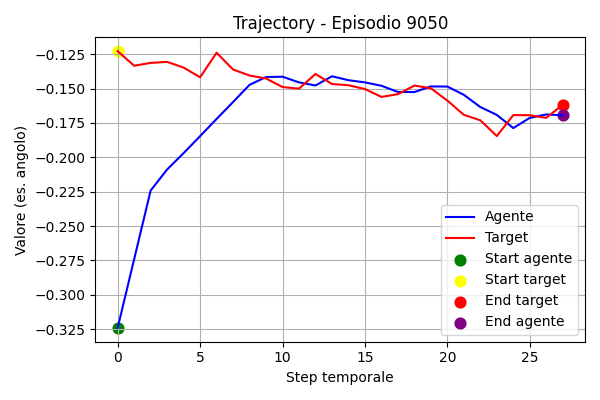 Trajectory - Episodio 9050
Valore (es. angolo)
−0.125
−0.150
−0.175
−0.200
−0.225
−0.250
−0.275
−0.300
−0.325
Agente
Target
Start agente
Start target
End target
End agente
0 5 10 15 20 25
Step temporale